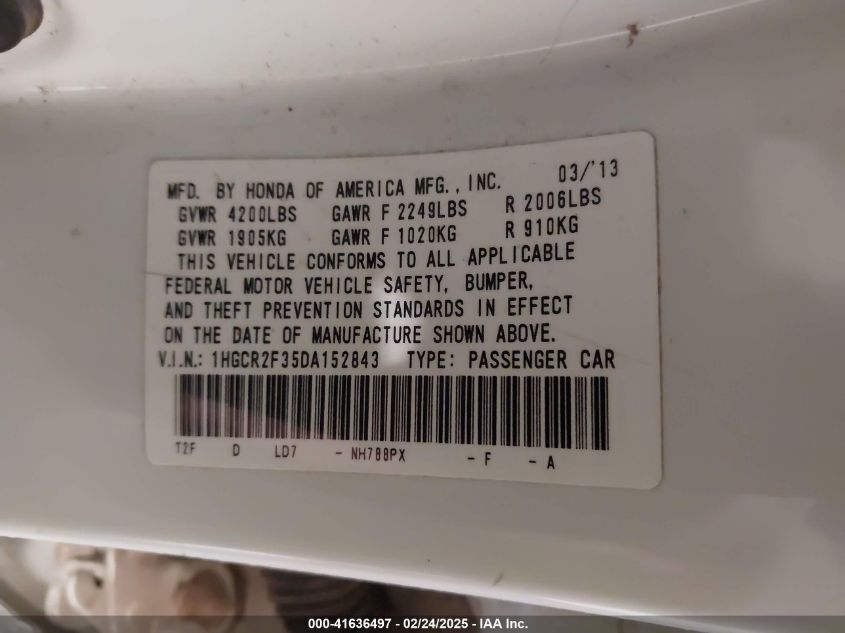 MFD. BY HONDA OF AMERICA MFG., INC. 03/'13
GVWR 4200LBS GAWR F 2249LBS R 2006LBS
GVWR 1905KG GAWR F 1020KG R 910KG
THIS VEHICLE CONFORMS TO ALL APPLICABLE
FEDERAL MOTOR VEHICLE SAFETY, BUMPER,
AND THEFT PREVENTION STANDARDS IN EFFECT
ON THE DATE OF MANUFACTURE SHOWN ABOVE.
V.I.N.: 1HGCR2F35DA152843 TYPE: PASSENGER CAR
T2F D LD7 - NH788PX - F - A
000-41636497 - 02/24/2025 - IAA Inc.